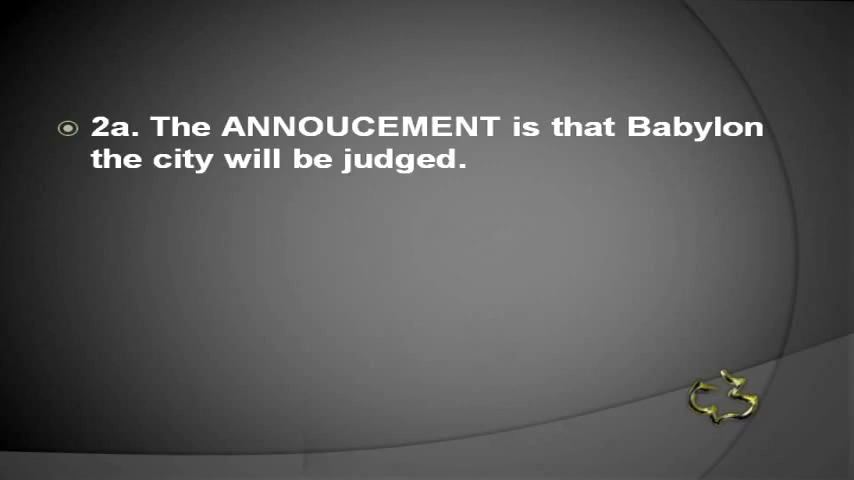 2a. The ANNOUCEMENT is that Babylon
the city will be judged.